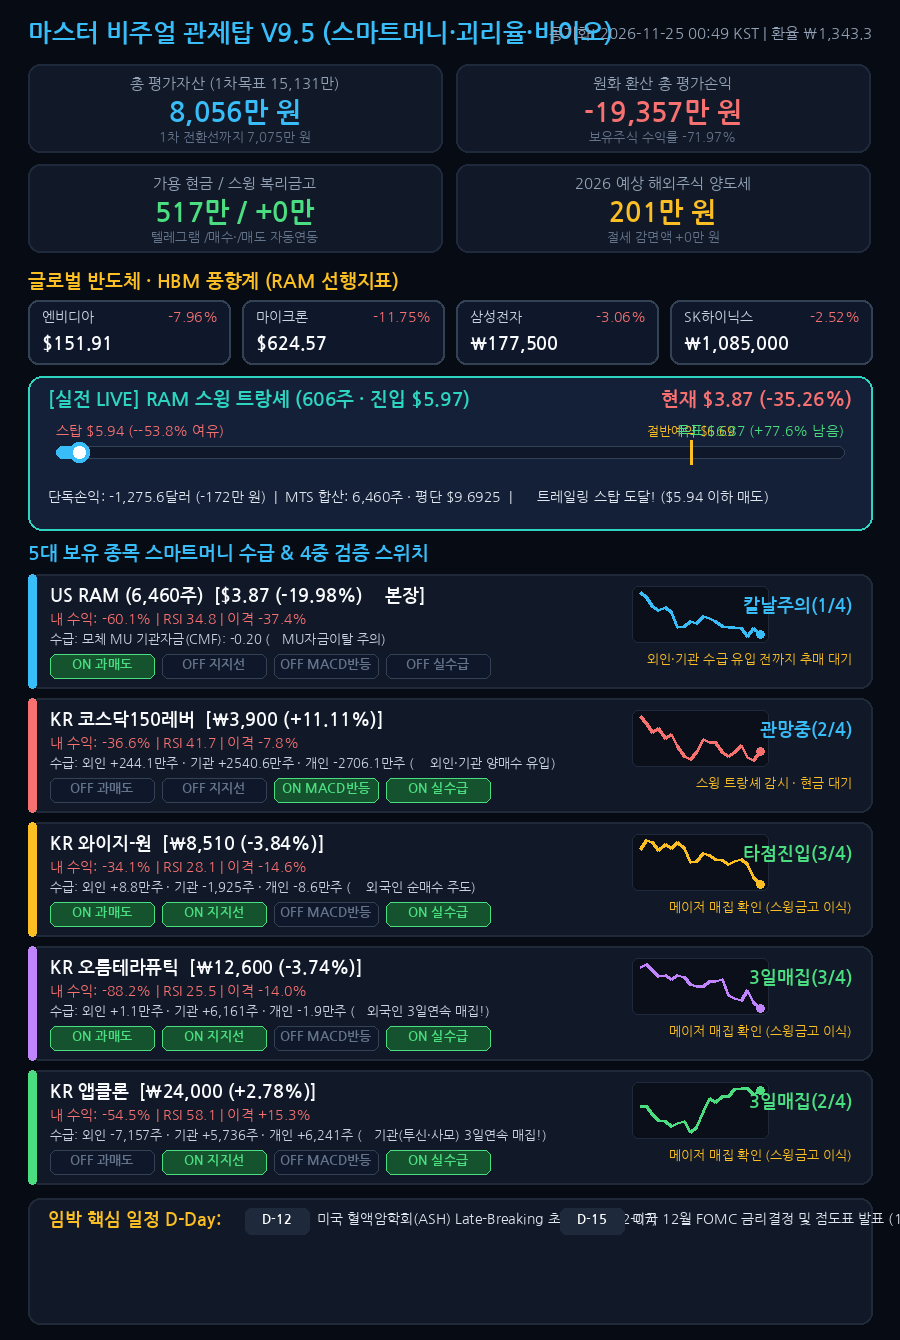 마스터 비주얼 관제탑 V9.5 (스마트머니·괴리율·바이오)
2026-11-25 00:49 KST | 환율 ₩1,343.3
총 평가자산 (1차목표 15,131만)
8,056만 원
1차 전환선까지 7,075만 원
원화 환산 총 평가손익
-19,357만 원
보유주식 수익률 -71.97%
가용 현금 / 스윙 복리금고
517만 / +0만
텔레그램 /매수·/매도 자동연동
2026 예상 해외주식 양도세
201만 원
절세 감면액 +0만 원
글로벌 반도체 · HBM 풍향계 (RAM 선행지표)
엔비디아 -7.96%
$151.91
마이크론 -11.75%
$624.57
삼성전자 -3.06%
₩177,500
SK하이닉스 -2.52%
₩1,085,000
[실전 LIVE] RAM 스윙 트랑셰 (606주 · 진입 $5.97)
현재 $3.87 (-35.26%)
스탑 $5.94 (--53.8% 여유)
(+77.6% 남음)
단독손익: -1,275.6달러 (-172만 원) | MTS 합산: 6,460주 · 평단 $9.6925 | 트레일링 스탑 도달! ($5.94 이하 매도)
5대 보유 종목 스마트머니 수급 & 4중 검증 스위치
US RAM (6,460주) [$3.87 (-19.98%) 본장]
칼날주의(1/4)
내 수익: -60.1% | RSI 34.8 | 이격 -37.4%
수급: 모체 MU 기관자금(CMF): -0.20 ( MU자금이탈 주의)
외인·기관 수급 유입 전까지 추매 대기
ON 과매도 OFF 지지선 OFF MACD반등 OFF 실수급
KR 코스닥150레버 [₩3,900 (+11.11%)]
관망중(2/4)
내 수익: -36.6% | RSI 41.7 | 이격 -7.8%
수급: 외인 +244.1만주 · 기관 +2540.6만주 · 개인 -2706.1만주 ( 외인·기관 양매수 유입)
스윙 트랑셰 감시 · 현금 대기
OFF 과매도 OFF 지지선 ON MACD반등 ON 실수급
KR 와이지-원 [₩8,510 (-3.84%)]
타점진입(3/4)
내 수익: -34.1% | RSI 28.1 | 이격 -14.6%
수급: 외인 +8.8만주 · 기관 -1,925주 · 개인 -8.6만주 ( 외국인 순매수 주도)
메이저 매집 확인 (스윙금고 이식)
ON 과매도 ON 지지선 OFF MACD반등 ON 실수급
KR 오름테라퓨틱 [₩12,600 (-3.74%)]
3일매집(3/4)
내 수익: -88.2% | RSI 25.5 | 이격 -14.0%
수급: 외인 +1.1만주 · 기관 +6,161주 · 개인 -1.9만주 ( 외국인 3일연속 매집!)
메이저 매집 확인 (스윙금고 이식)
ON 과매도 ON 지지선 OFF MACD반등 ON 실수급
KR 앱클론 [₩24,000 (+2.78%)]
3일매집(2/4)
내 수익: -54.5% | RSI 58.1 | 이격 +15.3%
수급: 외인 -7,157주 · 기관 +5,736주 · 개인 +6,241주 ( 기관(투신·사모) 3일연속 매집!)
메이저 매집 확인 (스윙금고 이식)
OFF 과매도 ON 지지선 OFF MACD반등 ON 실수급
임박 핵심 일정 D-Day: D-12 미국 혈액암학회(ASH) Late-Breaking 초 D-15 12월 FOMC 금리결정 및 점도표 발표 (1